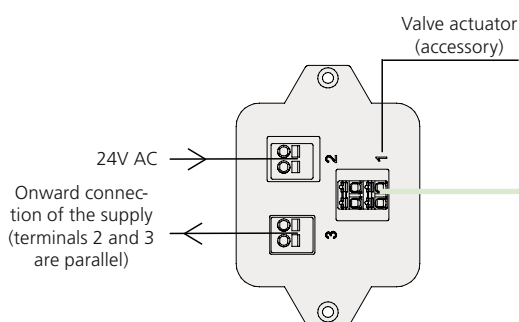 Valve actuator
(accessory)
24V AC
2
1
Onward connec-
tion of the supply
(terminals 2 and 3
are parallel)
3